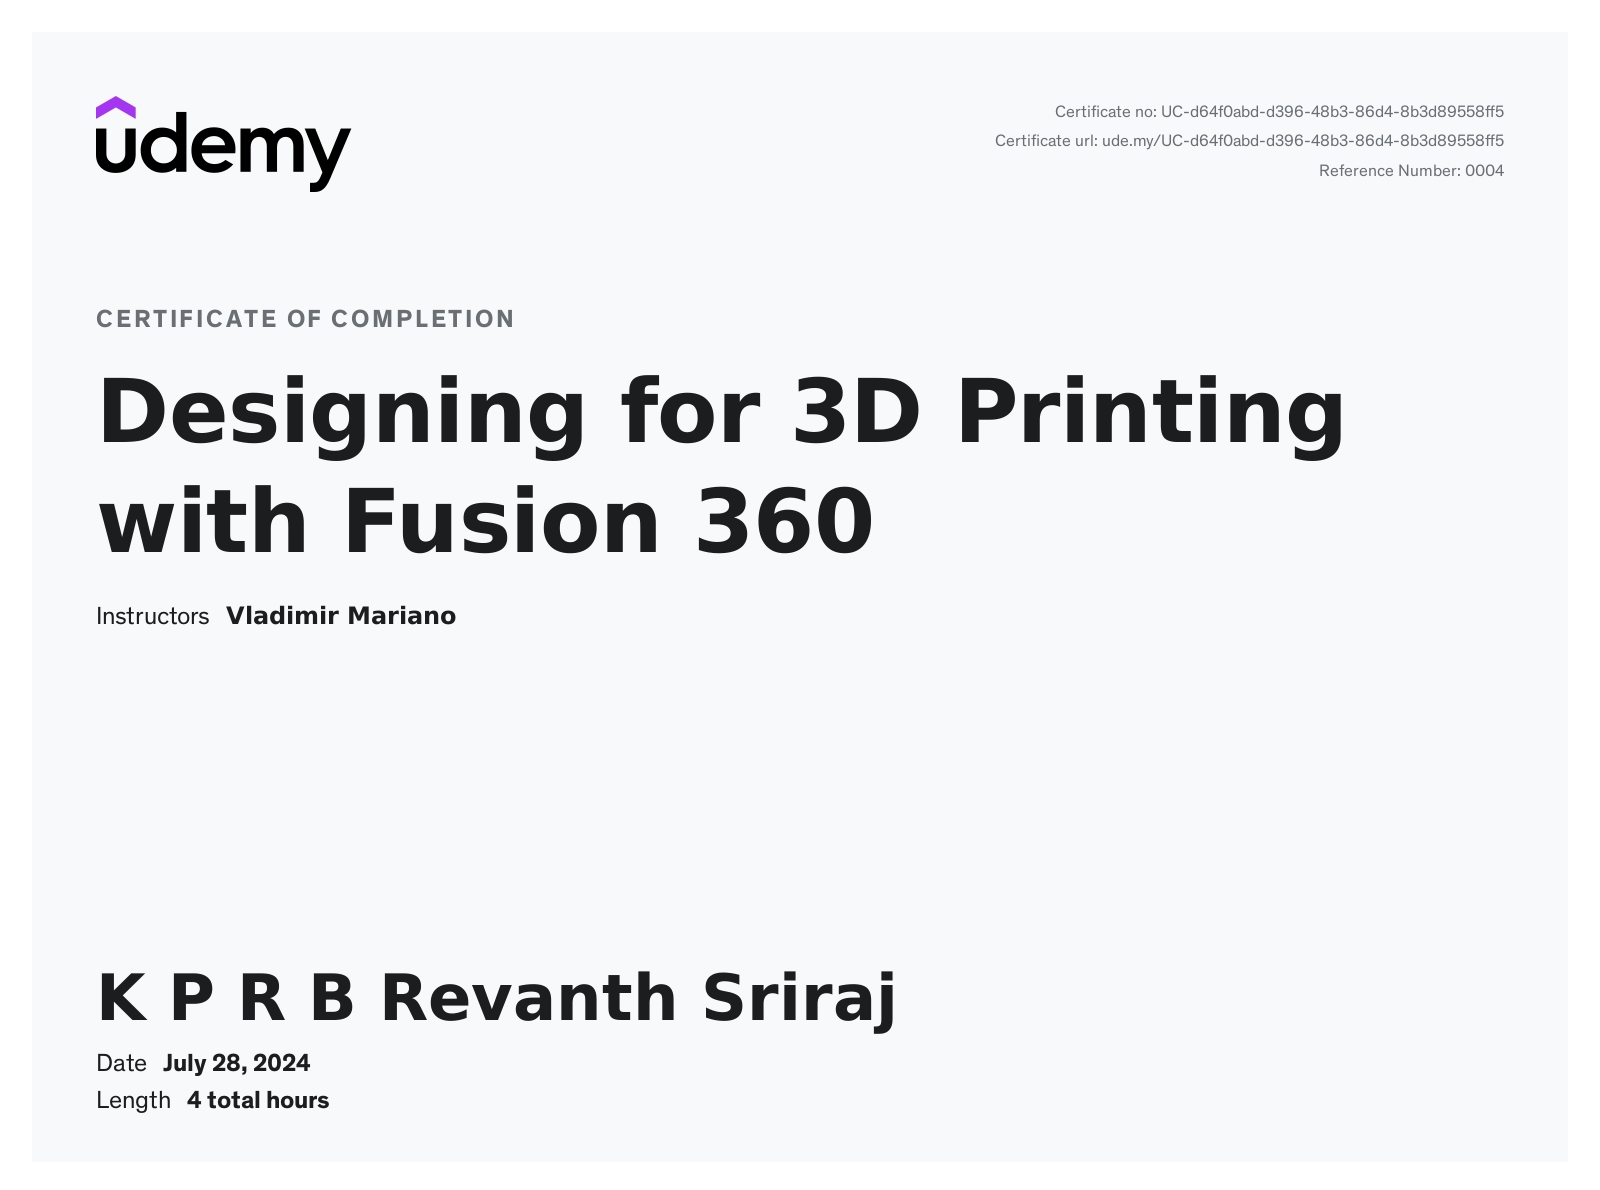 udemy
Certificate no: UC-d64f0abd-d396-48b3-86d4-8b3d89558ff5
Certificate url: ude.my/UC-d64f0abd-d396-48b3-86d4-8b3d89558ff5
Reference Number: 0004
CERTIFICATE OF COMPLETION
Designing for 3D Printing
with Fusion 360
Instructors Vladimir Mariano
K P R B Revanth Sriraj
Date July 28, 2024
Length 4 total hours